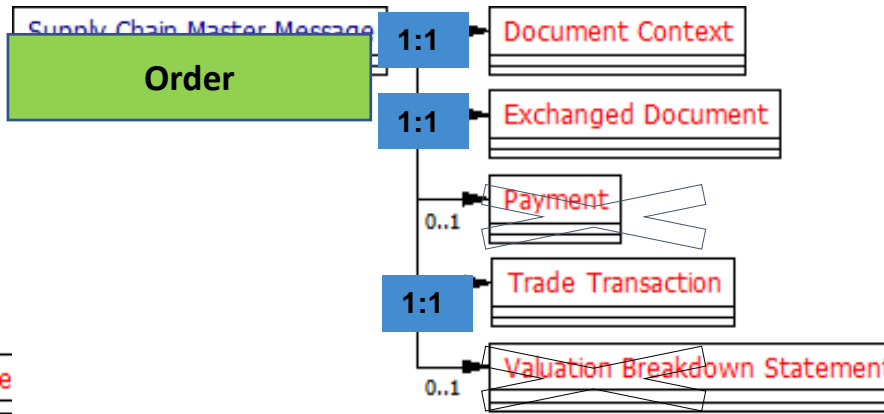 Supply Chain Master Message
Order
1:1
Document Context
1:1
Exchanged Document
0..1
Payment
1:1
Trade Transaction
0..1
Valuation Breakdown Statement
e